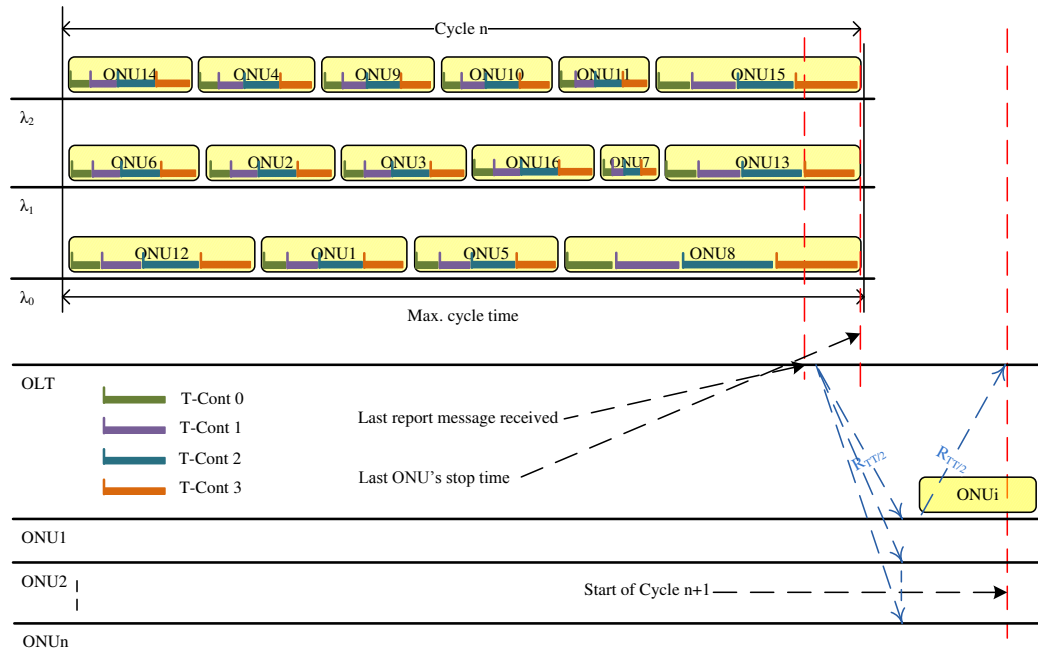 Cycle n
ONU14 ONU4 ONU9 ONU10 ONU11 ONU15
λ2
ONU6 ONU2 ONU3 ONU16 ONU7 ONU13
λ1
ONU12 ONU1 ONU5 ONU8
λ0
Max. cycle time
OLT
T-Cont 0
T-Cont 1
T-Cont 2
T-Cont 3
Last report message received
Last ONU's stop time
RTT/2
RTT/2
ONUi
ONU1
ONU2
Start of Cycle n+1
ONUn